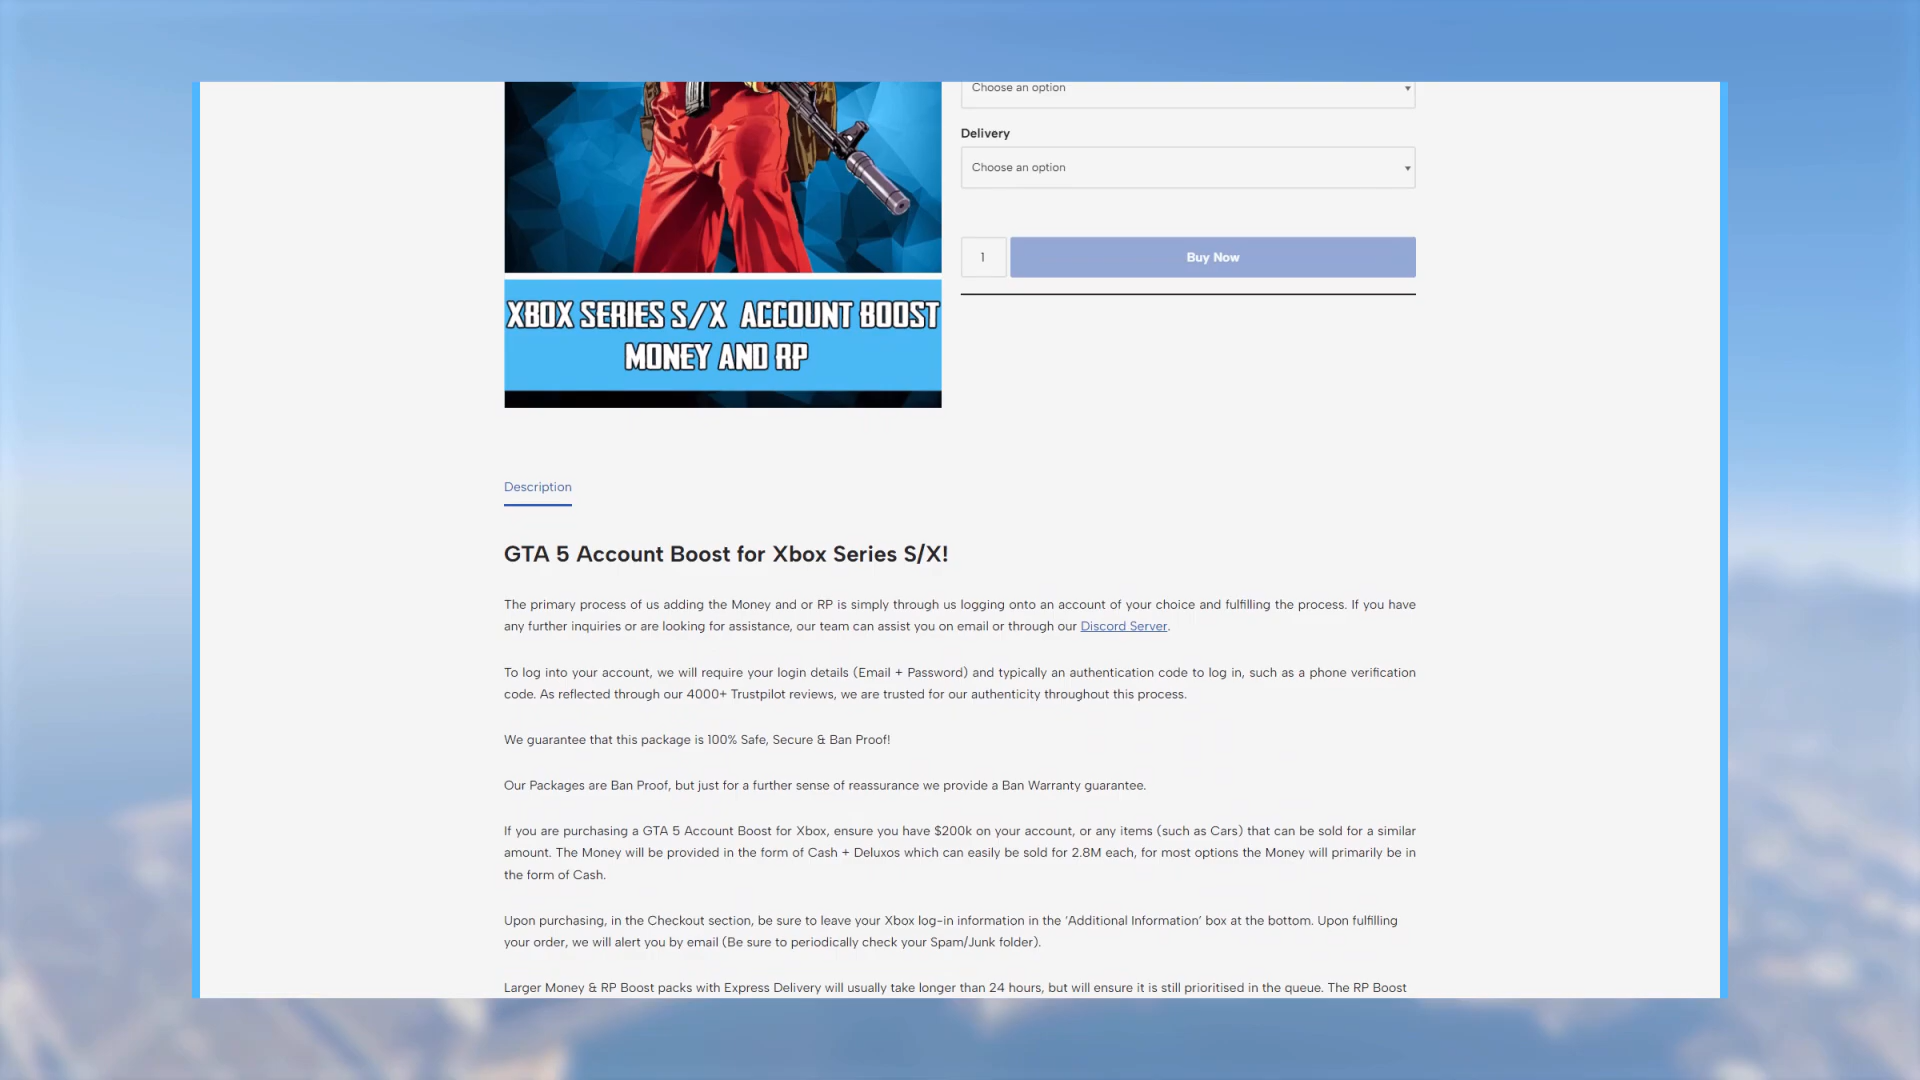 Choose an option
Delivery
Choose an option
1
Buy Now
XBOX SERIES S/X ACCOUNT BOOST
MONEY AND RP
Description
GTA 5 Account Boost for Xbox Series S/X!
The primary process of us adding the Money and or RP is simply through us logging onto an account of your choice and fulfilling the process. If you have
any further inquiries or are looking for assistance, our team can assist you on email or through our Discord Server.
To log into your account, we will require your login details (Email + Password) and typically an authentication code to log in, such as a phone verification
code. As reflected through our 4000+ Trustpilot reviews, we are trusted for our authenticity throughout this process.
We guarantee that this package is 100% Safe, Secure & Ban Proof!
Our Packages are Ban Proof, but just for a further sense of reassurance we provide a Ban Warranty guarantee.
If you are purchasing a GTA 5 Account Boost for Xbox, ensure you have $200k on your account, or any items (such as Cars) that can be sold for a similar
amount. The Money will be provided in the form of Cash + Deluxos which can easily be sold for 2.8M each, for most options the Money will primarily be in
the form of Cash.
Upon purchasing, in the Checkout section, be sure to leave your Xbox log-in information in the ‘Additional Information’ box at the bottom. Upon fulfilling
your order, we will alert you by email (Be sure to periodically check your Spam/Junk folder).
Larger Money & RP Boost packs with Express Delivery will usually take longer than 24 hours, but will ensure it is still prioritised in the queue. The RP Boost